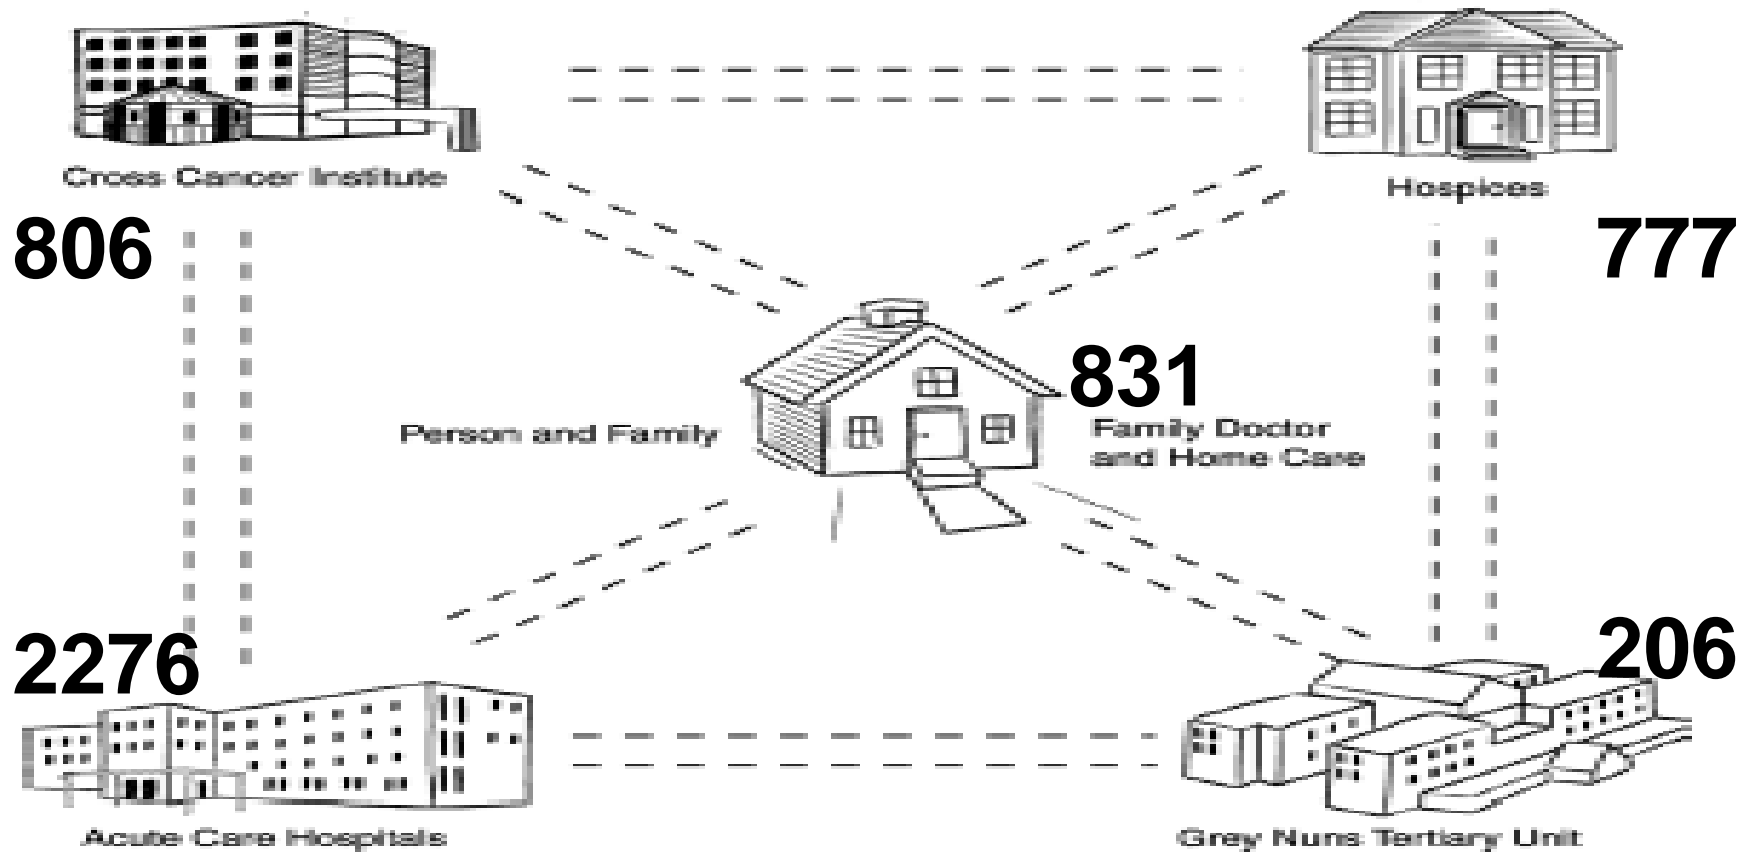 Cross Cancer Institute
Hospices
806
777
831
Person and Family
Family Doctor
and Home Care
2276
206
Acute Care Hospitals
Grey Nuns Tertiary Unit